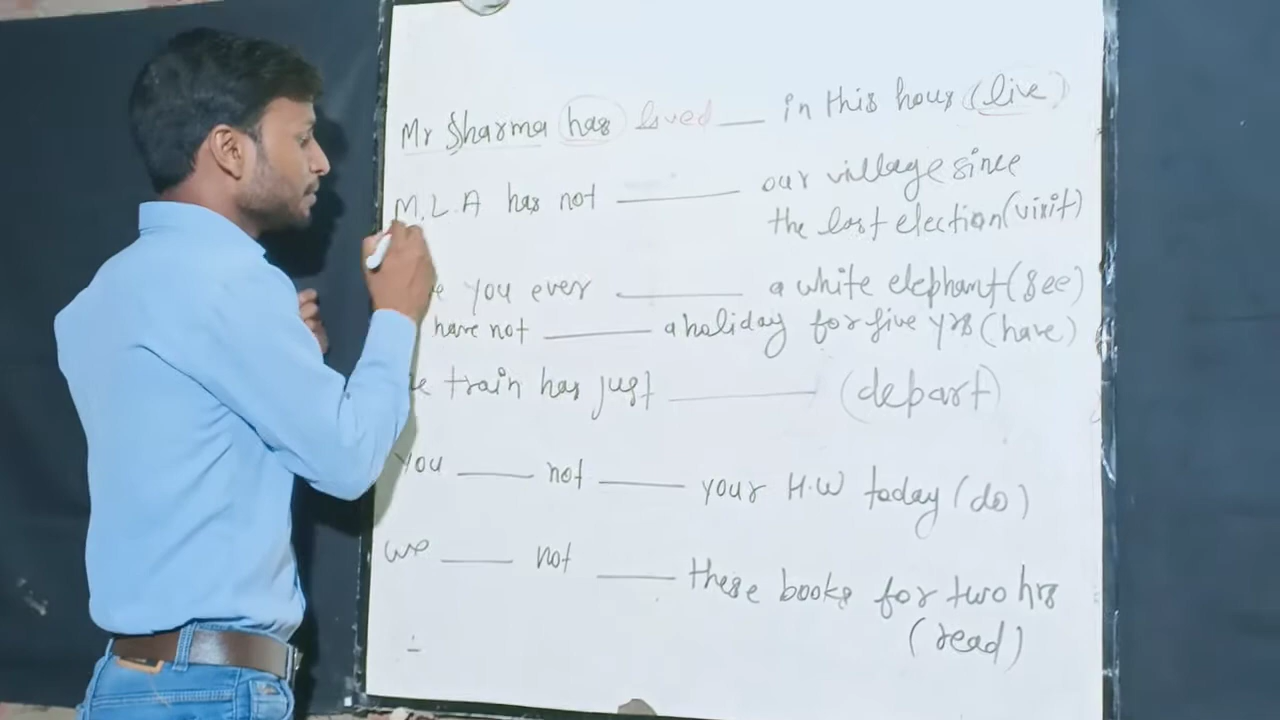 Mr Sharma has lived ___ in this hous (live)
M.L.A has not ______ our village since
the last election (visit)
e you ever ______ a white elephant (see)
have not ______ a holiday for five yrs (have)
e train has just ______ (depart)
you ____ not ____ your H.W today (do)
we ____ not ____ these books for two hrs
(read)